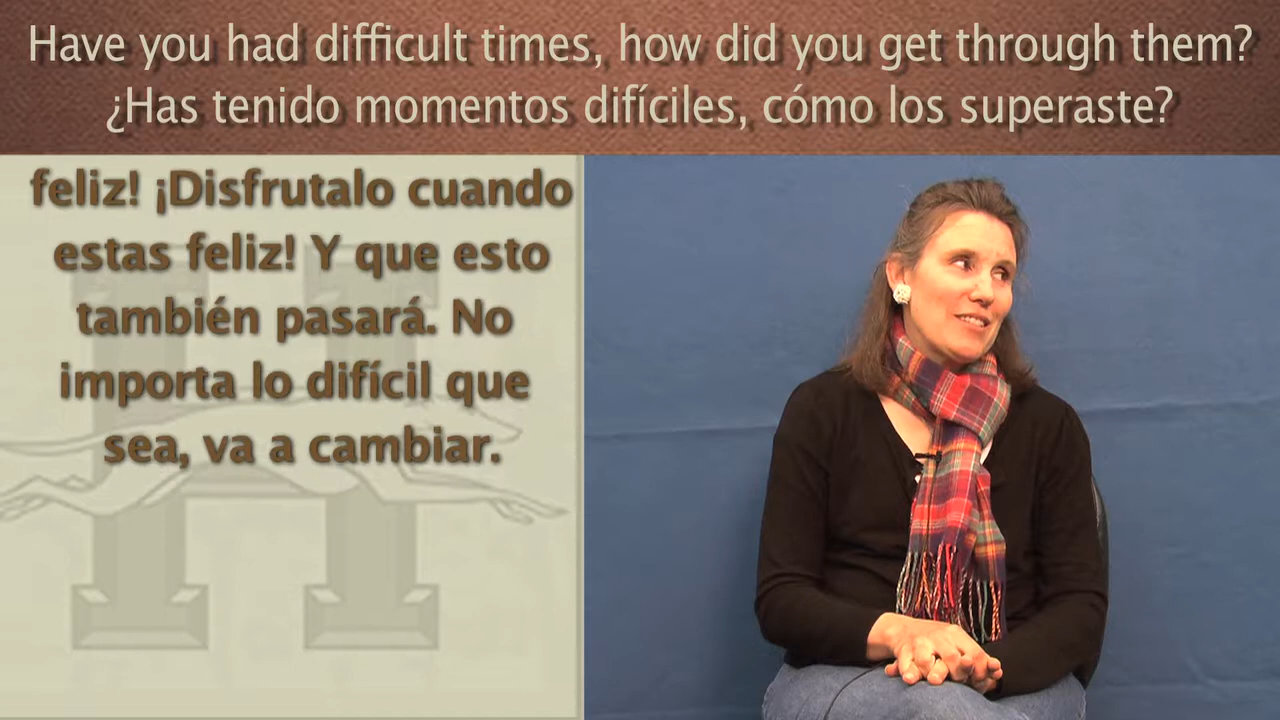 Have you had difficult times, how did you get through them?
¿Has tenido momentos difíciles, cómo los superaste?
feliz! ¡Disfrutalo cuando
estas feliz! Y que esto
también pasará. No
importa lo difícil que
sea, va a cambiar.
H